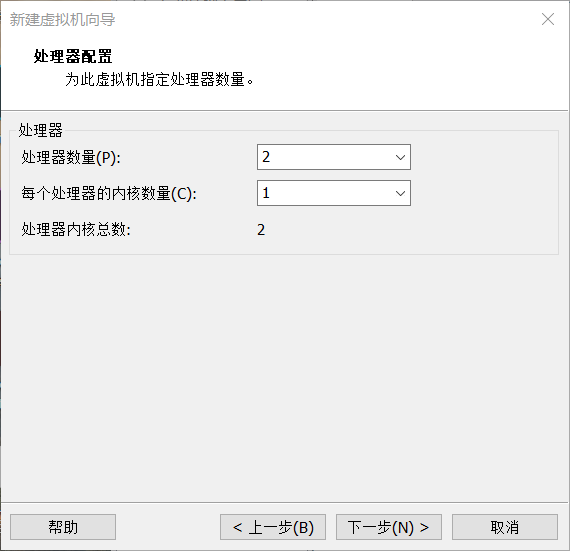 新建虚拟机向导
处理器配置
为此虚拟机指定处理器数量。
处理器
处理器数量(P): 2
每个处理器的内核数量(C): 1
处理器内核总数: 2
帮助 < 上一步(B) 下一步(N) > 取消